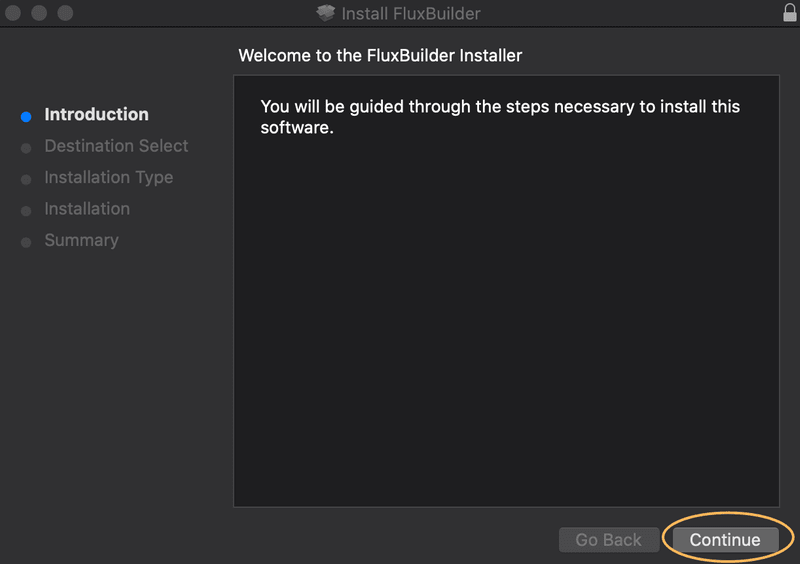 Install FluxBuilder
Welcome to the FluxBuilder Installer
Introduction
Destination Select
Installation Type
Installation
Summary
You will be guided through the steps necessary to install this
software.
Go Back
Continue